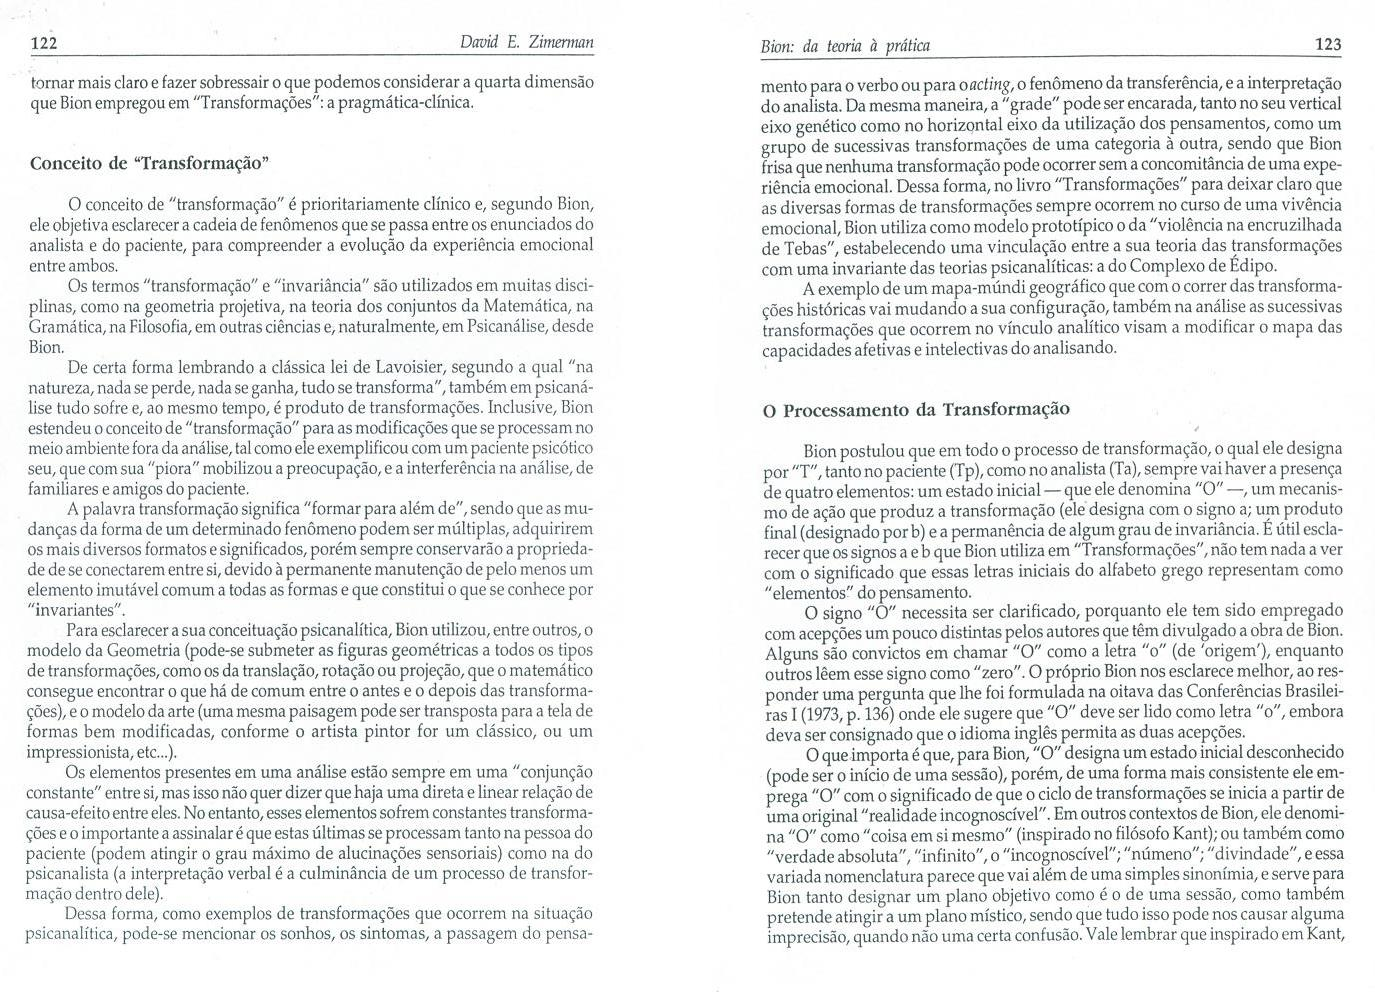 122
David E. Zimerman
tornar mais claro e fazer sobressair o que podemos considerar a quarta dimensão
que Bion empregou em "Transformações": a pragmática-clínica.
Conceito de "Transformação"
O conceito de "transformação" é prioritariamente clínico e, segundo Bion,
ele objetiva esclarecer a cadeia de fenômenos que se passa entre os enunciados do
analista e do paciente, para compreender a evolução da experiência emocional
entre ambos.
Os termos "transformação" e "invariância" são utilizados em muitas disci-
plinas, como na geometria projetiva, na teoria dos conjuntos da Matemática, na
Gramática, na Filosofia, em outras ciências e, naturalmente, em Psicanálise, desde
Bion.
De certa forma lembrando a clássica lei de Lavoisier, segundo a qual "na
natureza, nada se perde, nada se ganha, tudo se transforma", também em psicaná-
lise tudo sofre e, ao mesmo tempo, é produto de transformações. Inclusive, Bion
estendeu o conceito de "transformação" para as modificações que se processam no
meio ambiente fora da análise, tal como ele exemplificou com um paciente psicótico
seu, que com sua "piora" mobilizou a preocupação, e a interferência na análise, de
familiares e amigos do paciente.
A palavra transformação significa "formar para além de", sendo que as mu-
danças da forma de um determinado fenômeno podem ser múltiplas, adquirirem
os mais diversos formatos e significados, porém sempre conservarão a proprieda-
de de se conectarem entre si, devido à permanente manutenção de pelo menos um
elemento imutável comum a todas as formas e que constitui o que se conhece por
"invariantes".
Para esclarecer a sua conceituação psicanalítica, Bion utilizou, entre outros, o
modelo da Geometria (pode-se submeter as figuras geométricas a todos os tipos
de transformações, como os da translação, rotação ou projeção, que o matemático
consegue encontrar o que há de comum entre o antes e o depois das transforma-
ções), e o modelo da arte (uma mesma paisagem pode ser transposta para a tela de
formas bem modificadas, conforme o artista pintor for um clássico, ou um
impressionista, etc...).
Os elementos presentes em uma análise estão sempre em uma "conjunção
constante" entre si, mas isso não quer dizer que haja uma direta e linear relação de
causa-efeito entre eles. No entanto, esses elementos sofrem constantes transforma-
ções e o importante a assinalar é que estas últimas se processam tanto na pessoa do
paciente (podem atingir o grau máximo de alucinações sensoriais) como na do
psicanalista (a interpretação verbal é a culminância de um processo de transfor-
mação dentro dele).
Dessa forma, como exemplos de transformações que ocorrem na situação
psicanalítica, pode-se mencionar os sonhos, os sintomas, a passagem do pensa-
Bion: da teoria à prática
123
mento para o verbo ou para o acting, o fenômeno da transferência, e a interpretação
do analista. Da mesma maneira, a "grade" pode ser encarada, tanto no seu vertical
eixo genético como no horizontal eixo da utilização dos pensamentos, como um
grupo de sucessivas transformações de uma categoria à outra, sendo que Bion
frisa que nenhuma transformação pode ocorrer sem a concomitância de uma expe-
riência emocional. Dessa forma, no livro "Transformações" para deixar claro que
as diversas formas de transformações sempre ocorrem no curso de uma vivência
emocional, Bion utiliza como modelo prototípico o da "violência na encruzilhada
de Tebas", estabelecendo uma vinculação entre a sua teoria das transformações
com uma invariante das teorias psicanalíticas: a do Complexo de Édipo.
A exemplo de um mapa-múndi geográfico que com o correr das transforma-
ções históricas vai mudando a sua configuração, também na análise as sucessivas
transformações que ocorrem no vínculo analítico visam a modificar o mapa das
capacidades afetivas e intelectivas do analisando.
O Processamento da Transformação
Bion postulou que em todo o processo de transformação, o qual ele designa
por "T", tanto no paciente (Tp), como no analista (Ta), sempre vai haver a presença
de quatro elementos: um estado inicial — que ele denomina "O" —, um mecanis-
mo de ação que produz a transformação (ele designa com o signo a; um produto
final (designado por b) e a permanência de algum grau de invariância. É útil escla-
recer que os signos a e b que Bion utiliza em "Transformações", não tem nada a ver
com o significado que essas letras iniciais do alfabeto grego representam como
"elementos" do pensamento.
O signo "O" necessita ser clarificado, porquanto ele tem sido empregado
com acepções um pouco distintas pelos autores que têm divulgado a obra de Bion.
Alguns são convictos em chamar "O" como a letra "o" (de 'origem'), enquanto
outros lêem esse signo como "zero". O próprio Bion nos esclarece melhor, ao res-
ponder uma pergunta que lhe foi formulada na oitava das Conferências Brasilei-
ras I (1973, p. 136) onde ele sugere que "O" deve ser lido como letra "o", embora
deva ser consignado que o idioma inglês permita as duas acepções.
O que importa é que, para Bion, "O" designa um estado inicial desconhecido
(pode ser o início de uma sessão), porém, de uma forma mais consistente ele em-
prega "O" com o significado de que o ciclo de transformações se inicia a partir de
uma original "realidade incognoscível". Em outros contextos de Bion, ele denomi-
na "O" como "coisa em si mesmo" (inspirado no filósofo Kant); ou também como
"verdade absoluta", "infinito", o "incognoscível"; "númeno"; "divindade", e essa
variada nomenclatura parece que vai além de uma simples sinonímia, e serve para
Bion tanto designar um plano objetivo como é o de uma sessão, como também
pretende atingir a um plano místico, sendo que tudo isso pode nos causar alguma
imprecisão, quando não uma certa confusão. Vale lembrar que inspirado em Kant,